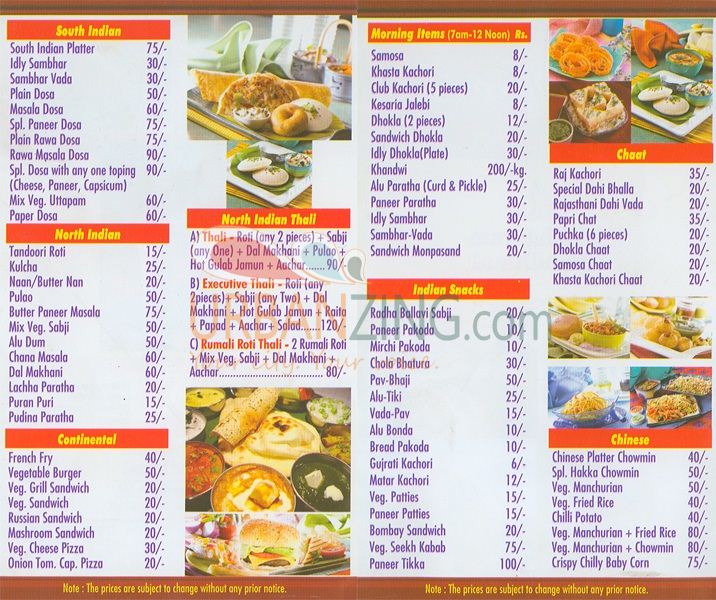 South Indian
South Indian Platter 75/-
Idly Sambhar 30/-
Sambhar Vada 30/-
Plain Dosa 50/-
Masala Dosa 60/-
Spl. Paneer Dosa 75/-
Plain Rawa Dosa 75/-
Rawa Masala Dosa 90/-
Spl. Dosa with any one toping 90/-
(Cheese, Paneer, Capsicum)
Mix Veg. Uttapam 60/-
Paper Dosa 60/-
North Indian
Tandoori Roti 15/-
Kulcha 25/-
Naan/Butter Nan 20/-
Pulao 50/-
Butter Paneer Masala 75/-
Mix Veg. Sabji 50/-
Alu Dum 50/-
Chana Masala 60/-
Dal Makhani 60/-
Lachha Paratha 20/-
Puran Puri 15/-
Pudina Paratha 25/-
Continental
French Fry 40/-
Vegetable Burger 50/-
Veg. Grill Sandwich 20/-
Veg. Sandwich 20/-
Russian Sandwich 20/-
Mashroom Sandwich 20/-
Veg. Cheese Pizza 30/-
Onion Tom. Cap. Pizza 20/-
North Indian Thali
A) Thali - Roti (any 2 pieces) + Sabji
(any One) + Dal Makhani + Pulao +
Hot Gulab Jamun + Aachar.......90/-
B) Executive Thali - Roti (any
2pieces) + Sabji (any Two) + Dal
Makhani + Hot Gulab Jamun + Raita
+ Papad + Achar Salad.......120/-
C) Rumali Roti Thali - 2 Rumali Roti
+ Mix Veg. Sabji + Dal Makhani +
Aachar.............................. 80/-
Note : The prices are subject to change without any prior notice.
Morning Items (7am-12 Noon) Rs.
Samosa 8/-
Khasta Kachori 8/-
Club Kachori (5 pieces) 20/-
Kesaria Jalebi 8/-
Dhokla (2 pieces) 12/-
Sandwich Dhokla 20/-
Idly Dhokla(Plate) 30/-
Khandwi 200/-kg.
Alu Paratha (Curd & Pickle) 25/-
Paneer Paratha 30/-
Idly Sambhar 30/-
Sambhar-Vada 30/-
Sandwich Monpasand 20/-
Indian Snacks
Radha Ballavi Sabji 20/-
Paneer Pakoda 10/-
Mirchi Pakoda 10/-
Chola Bhatura 30/-
Pav-Bhaji 50/-
Alu-Tiki 25/-
Vada-Pav 15/-
Alu Bonda 10/-
Bread Pakoda 10/-
Gujrati Kachori 6/-
Matar Kachori 12/-
Veg. Patties 15/-
Paneer Patties 15/-
Bombay Sandwich 20/-
Veg. Seekh Kabab 75/-
Paneer Tikka 100/-
Chaat
Raj Kachori 35/-
Special Dahi Bhalla 20/-
Rajasthani Dahi Vada 20/-
Papri Chat 35/-
Puchka (6 pieces) 20/-
Dhokla Chaat 20/-
Samosa Chaat 20/-
Khasta Kachori Chaat 20/-
Chinese
Chinese Platter Chowmin 40/-
Spl. Hakka Chowmin 50/-
Veg. Manchurian 50/-
Veg. Fried Rice 40/-
Chilli Potato 40/-
Veg. Manchurian + Fried Rice 80/-
Veg. Manchurian + Chowmin 80/-
Crispy Chilly Baby Corn 75/-
Note : The prices are subject to change without any prior notice.
URBANZING.com